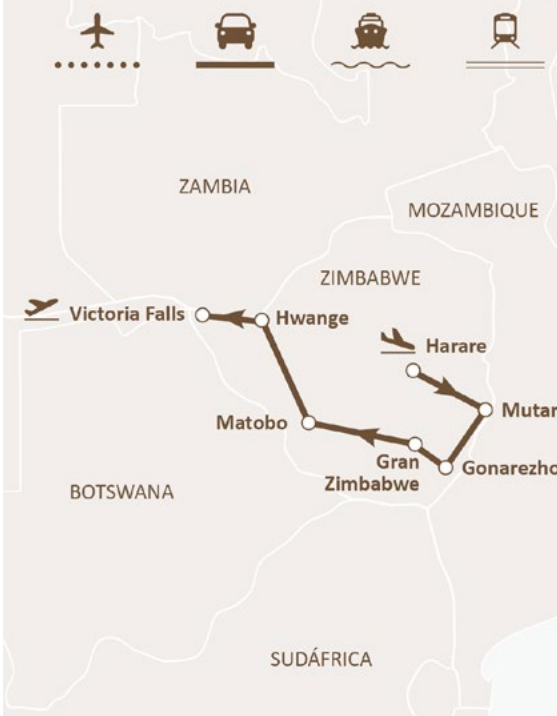 ZAMBIA
MOZAMBIQUE
ZIMBABWE
Victoria Falls
Hwange
Harare
Mutar
Matobo
Gran
Zimbabwe
Gonarezho
BOTSWANA
SUDÁFRICA